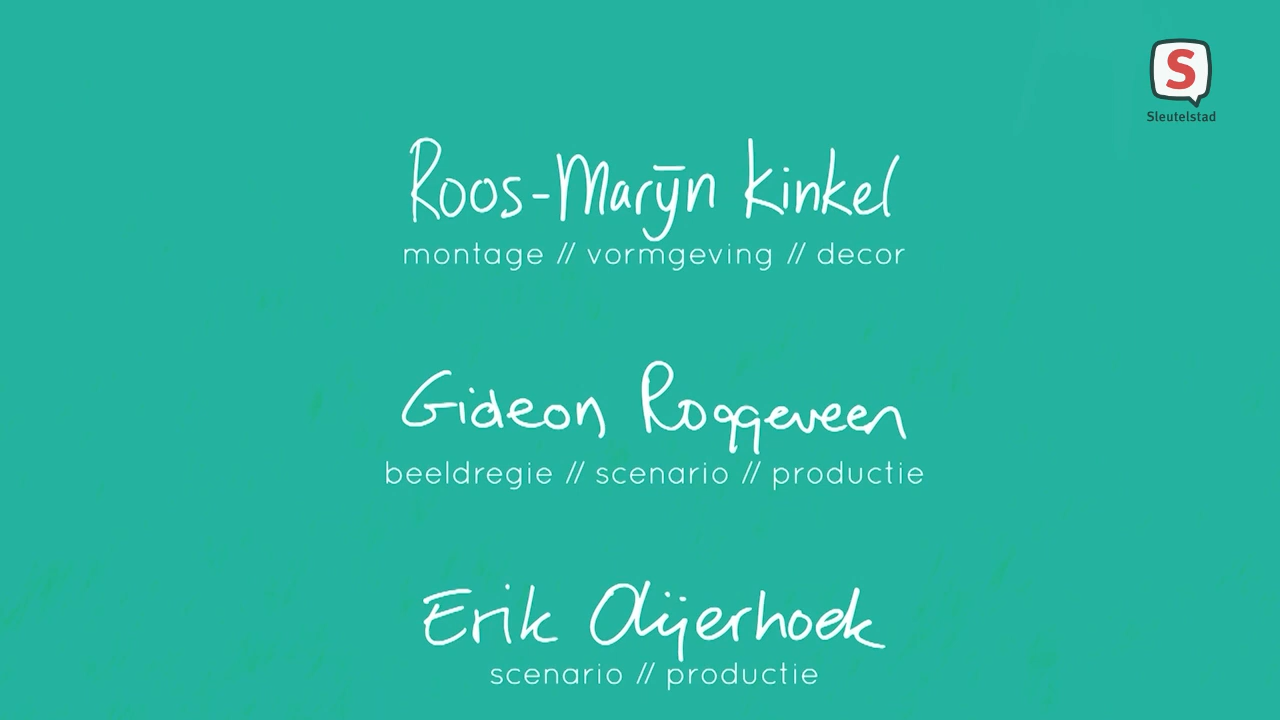 S
Sleutelstad
Roos-Marijn Kinkel
montage // vormgeving // decor
Gideon Roggeveen
beeldregie // scenario // productie
Erik Olijerhoek
scenario // productie